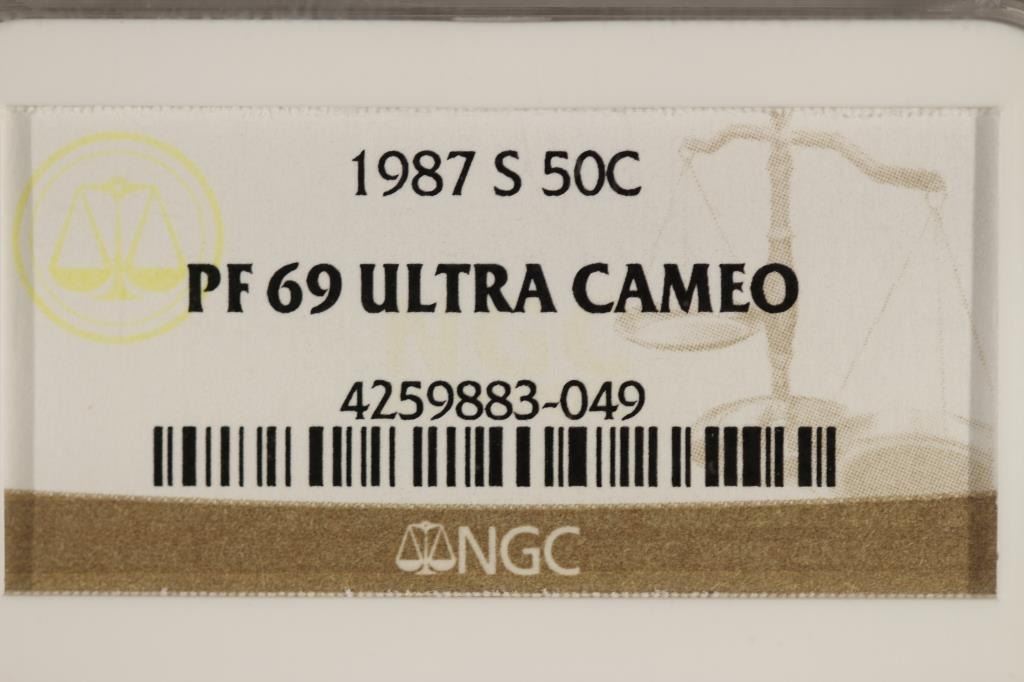 1987 S 50C
PF 69 ULTRA CAMEO
4259883-049
NGC